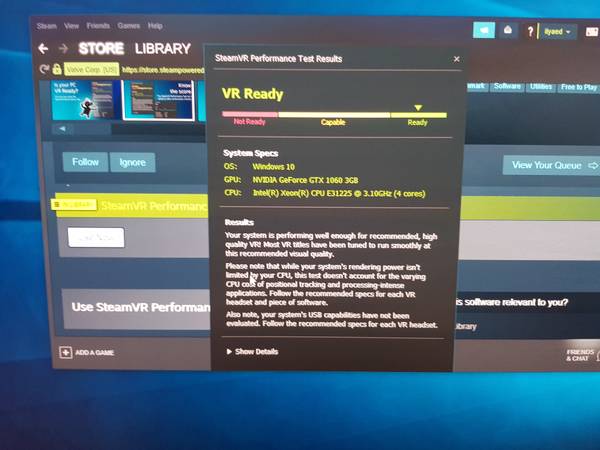 Steam View Friends Games
ilyaed
STORE LIBRARY
Valve Corp. [US] https://store.steampowered
Is your PC VR Ready?
Know the score
Software Utilities Free to Play
Follow Ignore
View Your Queue
SteamVR Performance
Use SteamVR Performan
is software relevant to you?
ADD A GAME
FRIENDS
& CHAT
SteamVR Performance Test Results
VR Ready
Not Ready Capable Ready
System Specs
OS: Windows 10
GPU: NVIDIA GeForce GTX 1060 3GB
CPU: Intel(R) Xeon(R) CPU E31225 @ 3.10GHz (4 cores)
Results
Your system is performing well enough for recommended, high
quality VR! Most VR titles have been tuned to run smoothly at
this recommended visual quality.
Please note that while your system's rendering power isn't
limited by your CPU, this test doesn't account for the varying
CPU cost of positional tracking and processing-intense
applications. Follow the recommended specs for each VR
headset and piece of software.
Also note, your system's USB capabilities have not been
evaluated. Follow the recommended specs for each VR headset.
Show Details